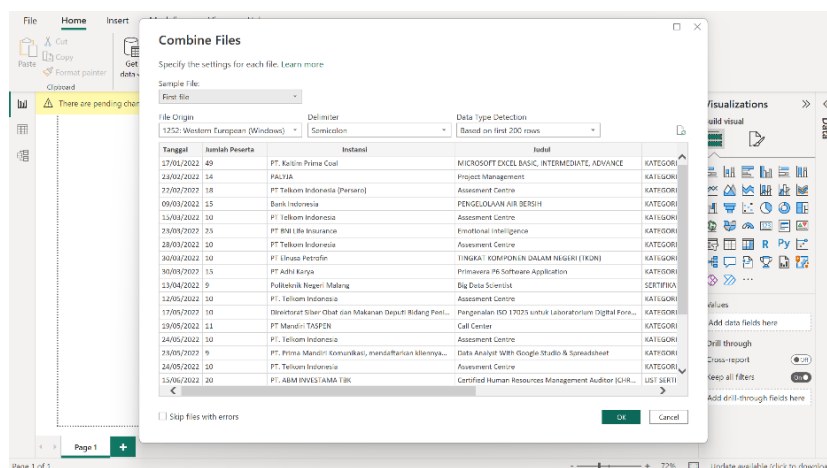 File Home Insert
Combine Files
Specify the settings for each file. Learn more
Cut
Copy
Paste
Format painter
Get
data
Clipboard
There are pending chan
Sample File:
First file
File Origin Delimiter Data Type Detection
1252: Western European (Windows) Semicolon Based on first 200 rows
Tanggal Jumlah Peserta Instansi Judul
17/01/2022 49 PT. Kaltim Prima Coal MICROSOFT EXCEL BASIC, INTERMEDIATE, ADVANCE KATEGORI
23/02/2022 14 PALYJA Project Management KATEGORI
22/02/2022 18 PT Telkom Indonesia (Persero) Assesment Centre KATEGORI
09/03/2022 15 Bank Indonesia PENGELOLAAN AIR BERSIH KATEGORI
15/03/2022 10 PT Telkom Indonesia Assesment Centre KATEGORI
23/03/2022 25 PT BNI Life Insurance Emotional Intelligence KATEGORI
28/03/2022 10 PT Telkom Indonesia Assesment Centre KATEGORI
30/03/2022 10 PT Elnusa Petrofin TINGKAT KOMPONEN DALAM NEGERI (TKDN) KATEGORI
30/03/2022 15 PT Adhi Karya Primavera P6 Software Application KATEGORI
13/04/2022 9 Politeknik Negeri Malang Big Data Scientist SERTIFIKA
12/05/2022 10 PT. Telkom Indonesia Assesment Centre KATEGORI
17/05/2022 10 Direktorat Siber Obat dan Makanan Deputi Bidang Peni... Pengenalan ISO 17025 untuk Laboratorium Digital Fore... KATEGORI
19/05/2022 11 PT Mandiri TASPEN Call Center KATEGORI
24/05/2022 10 PT. Telkom Indonesia Assesment Centre KATEGORI
23/05/2022 9 PT. Prima Mandiri Komunikasi, mendaftarkan kliennya... Data Analyst With Google Studio & Spreadsheet KATEGORI
24/05/2022 10 PT. Telkom Indonesia Assesment Centre KATEGORI
15/06/2022 20 PT. ABM INVESTAMA TBK Certified Human Resources Management Auditor (CHR... LIST SERTI
Skip files with errors
OK Cancel
Visualizations
Data
Build visual
R Py
Values
Add data fields here
Drill through
Cross-report Off
Keep all filters On
Add drill-through fields here
Page 1
Page 1 of 1
72%
Update available (click to downloa